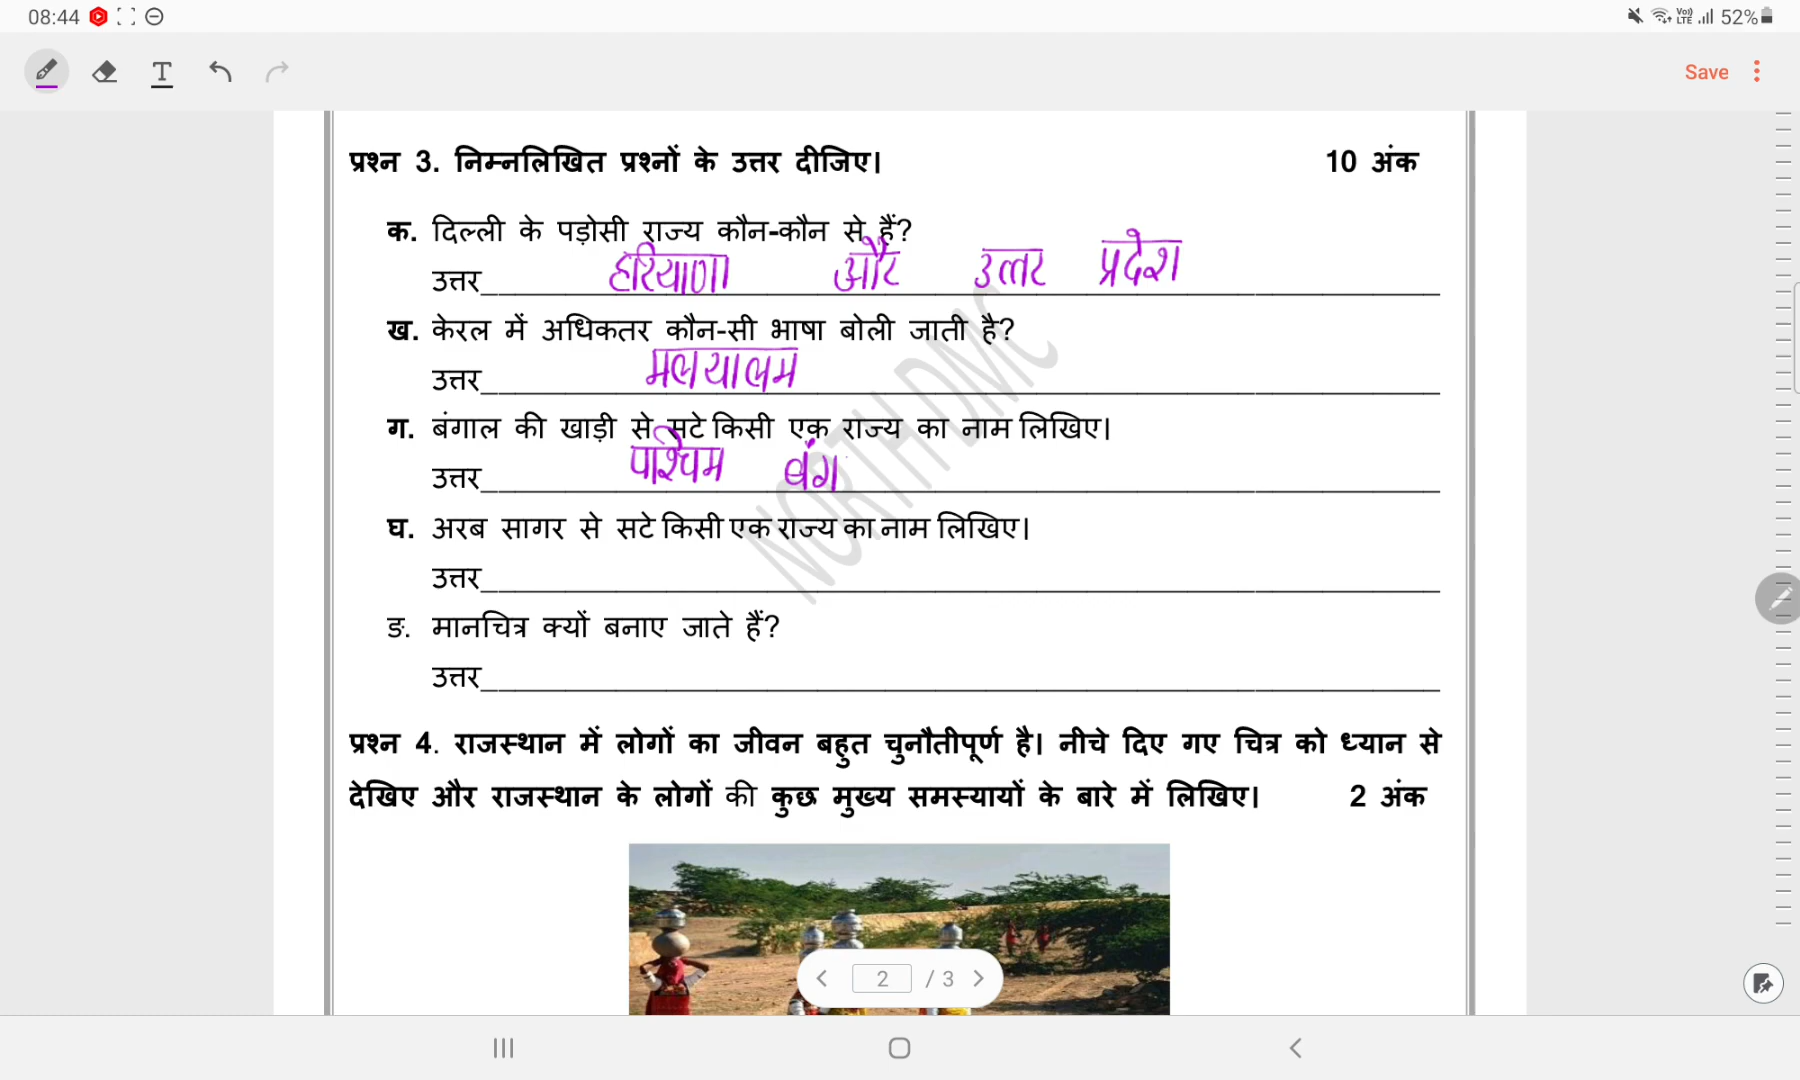 08:44
52%
Save
प्रश्न 3. निम्नलिखित प्रश्नों के उत्तर दीजिए।	10 अंक
क. दिल्ली के पड़ोसी राज्य कौन-कौन से हैं?
उत्तर हरियाणा और उत्तर प्रदेश
ख. केरल में अधिकतर कौन-सी भाषा बोली जाती है?
उत्तर मलयालम
ग. बंगाल की खाड़ी से सटे किसी एक राज्य का नाम लिखिए।
उत्तर पश्चिम बंग
घ. अरब सागर से सटे किसी एक राज्य का नाम लिखिए।
उत्तर
ङ. मानचित्र क्यों बनाए जाते हैं?
उत्तर
NORTH DMC
प्रश्न 4. राजस्थान में लोगों का जीवन बहुत चुनौतीपूर्ण है। नीचे दिए गए चित्र को ध्यान से
देखिए और राजस्थान के लोगों की कुछ मुख्य समस्यायों के बारे में लिखिए।	2 अंक
2 / 3